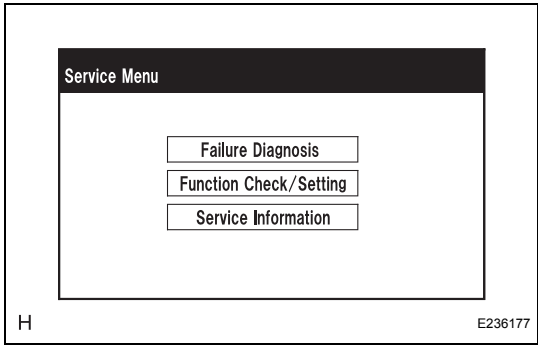 Service Menu
Failure Diagnosis
Function Check/Setting
Service Information
H
E236177